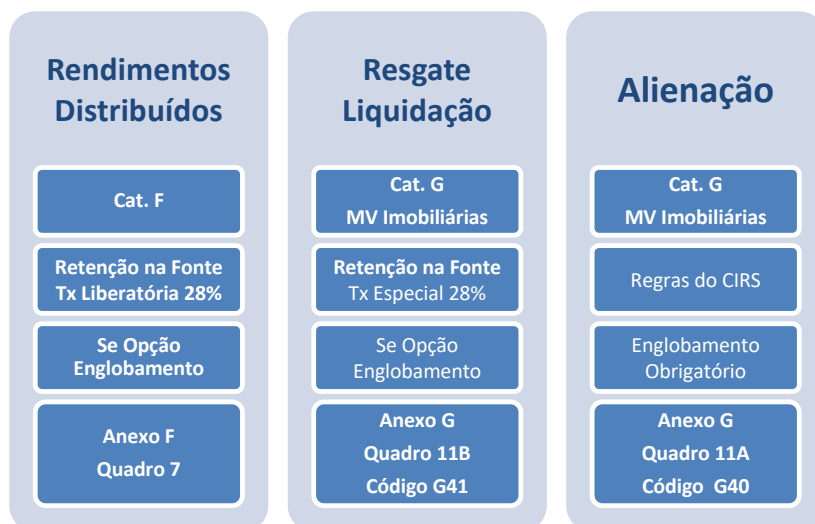 Rendimentos
Distribuídos
Cat. F
Retenção na Fonte
Tx Liberatória 28%
Se Opção
Englobamento
Anexo F
Quadro 7
Resgate
Liquidação
Cat. G
MV Imobiliárias
Retenção na Fonte
Tx Especial 28%
Se Opção
Englobamento
Anexo G
Quadro 11B
Código G41
Alienação
Cat. G
MV Imobiliárias
Regras do CIRS
Englobamento
Obrigatório
Anexo G
Quadro 11A
Código G40